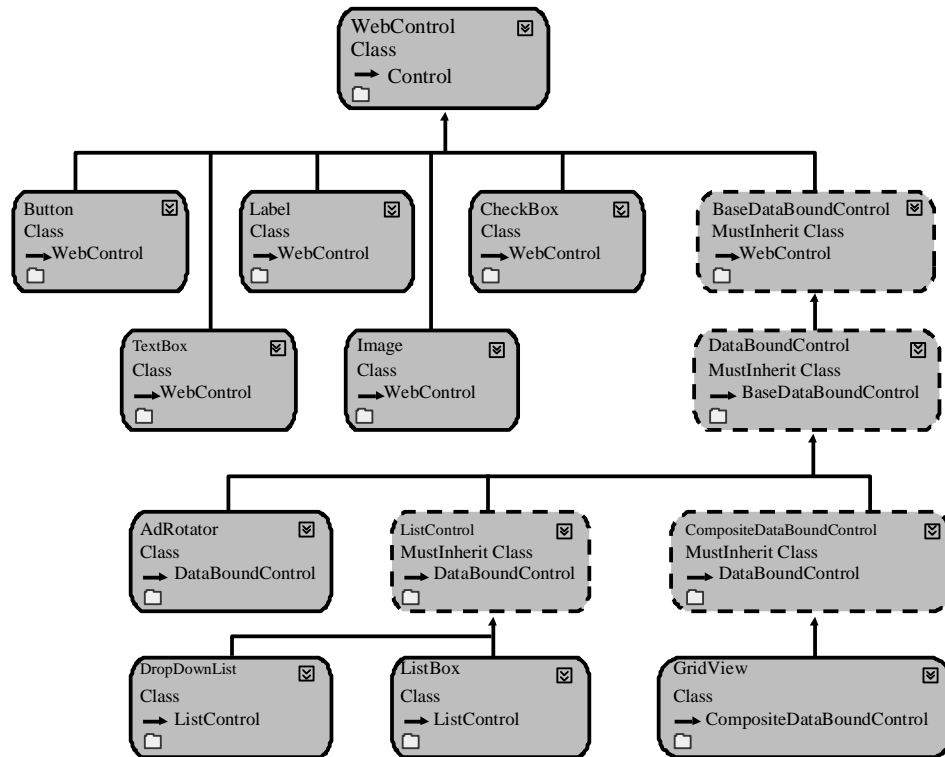 WebControl
Class
Control
Button
Class
WebControl
Label
Class
WebControl
CheckBox
Class
WebControl
BaseDataBoundControl
MustInherit Class
WebControl
TextBox
Class
WebControl
Image
Class
WebControl
DataBoundControl
MustInherit Class
BaseDataBoundControl
AdRotator
Class
DataBoundControl
ListControl
MustInherit Class
DataBoundControl
CompositeDataBoundControl
MustInherit Class
DataBoundControl
DropDownList
Class
ListControl
ListBox
Class
ListControl
GridView
Class
CompositeDataBoundControl